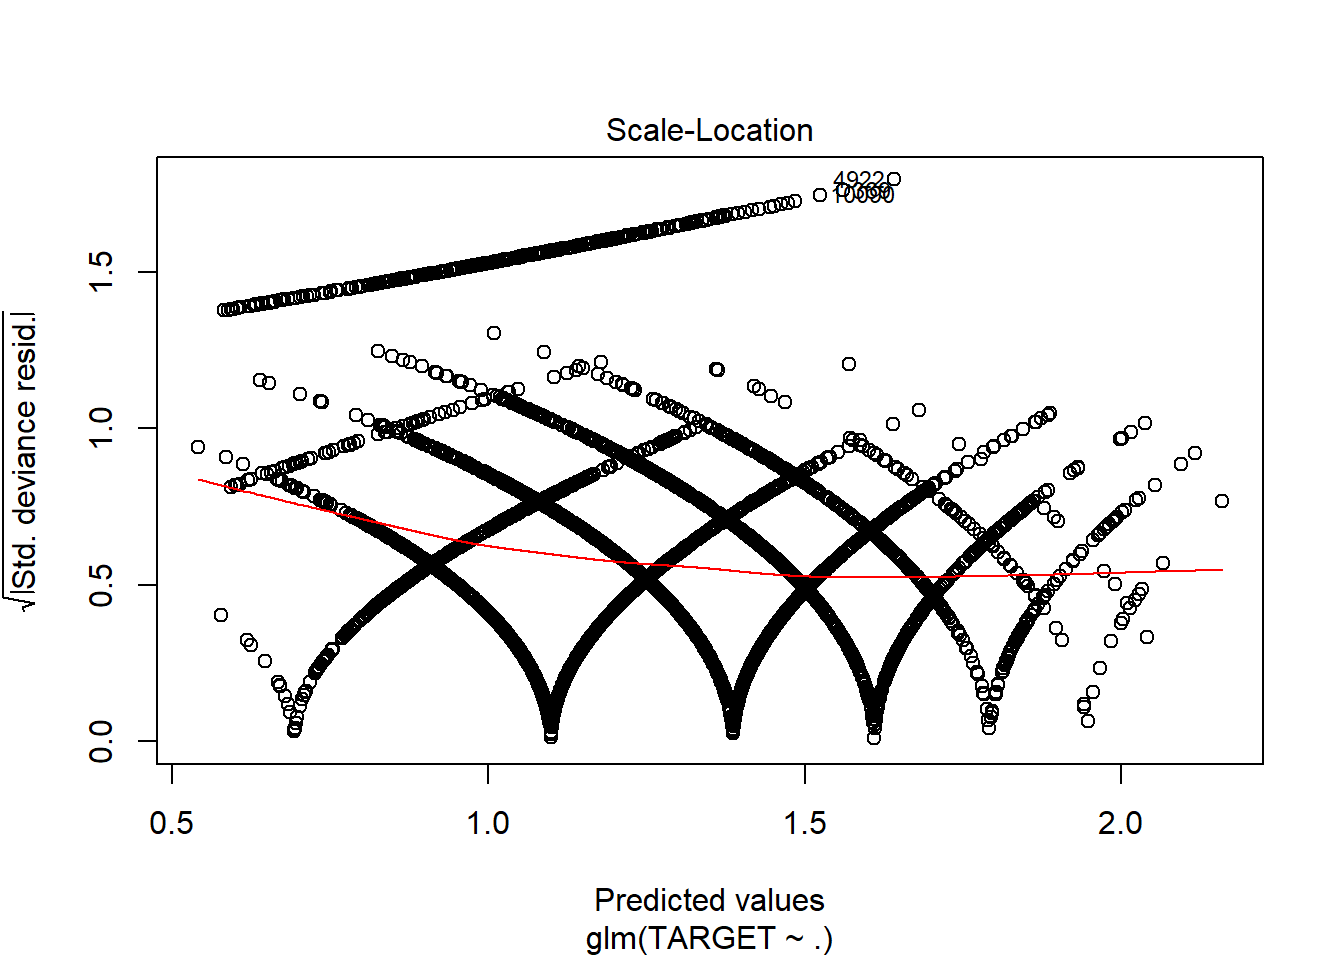 Scale-Location
√|Std. deviance resid.|
1.5
1.0
0.5
0.0
4922
10090
0.5 1.0 1.5 2.0
Predicted values
glm(TARGET ~ .)